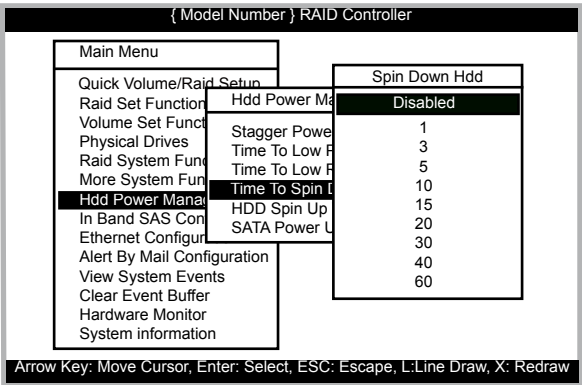 { Model Number } RAID Controller
Main Menu
Quick Volume/Raid Setup
Raid Set Function
Volume Set Funct
Physical Drives
Raid System Func
More System Fun
Hdd Power Manag
In Band SAS Con
Ethernet Configur
Alert By Mail Configuration
View System Events
Clear Event Buffer
Hardware Monitor
System information
Hdd Power Ma
Stagger Powe
Time To Low P
Time To Low P
Time To Spin D
HDD Spin Up
SATA Power U
Spin Down Hdd
Disabled
1
3
5
10
15
20
30
40
60
Arrow Key: Move Cursor, Enter: Select, ESC: Escape, L:Line Draw, X: Redraw